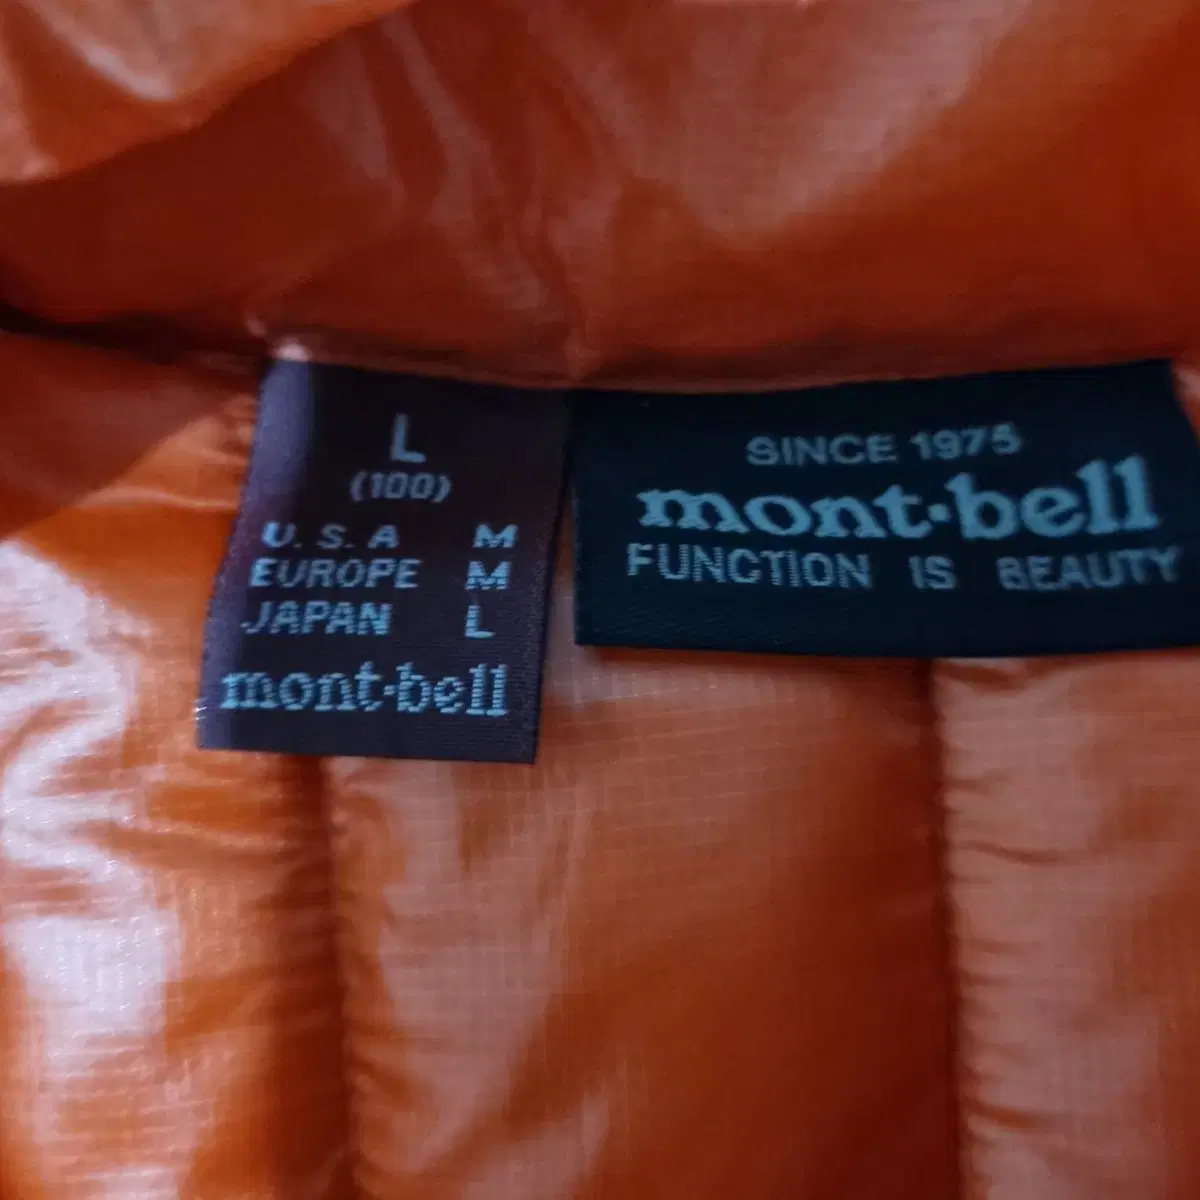 L
(100)
U.S.A M
EUROPE M
JAPAN L
mont·bell
SINCE 1975
mont·bell
FUNCTION IS BEAUTY